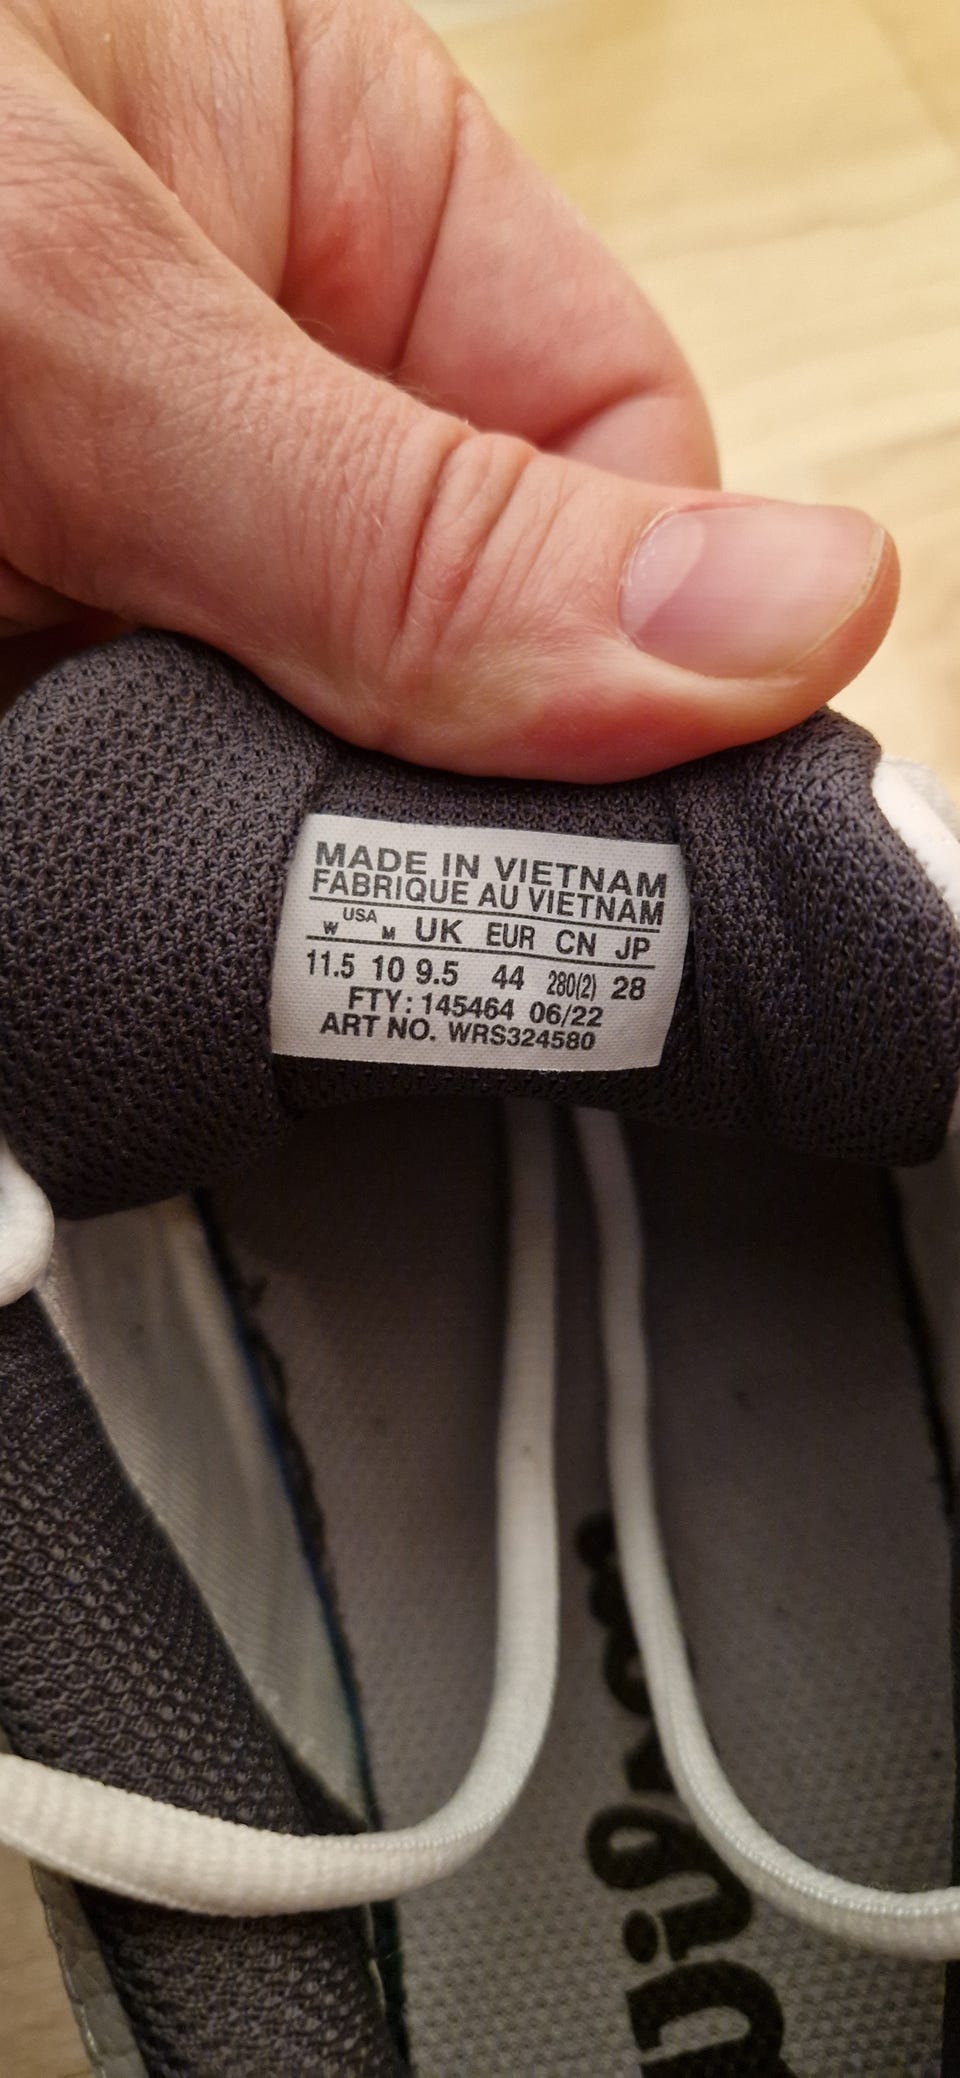 MADE IN VIETNAM
FABRIQUE AU VIETNAM
W USA M UK EUR CN JP
11.5 10 9.5 44 280(2) 28
FTY: 145464 06/22
ART NO. WRS324580